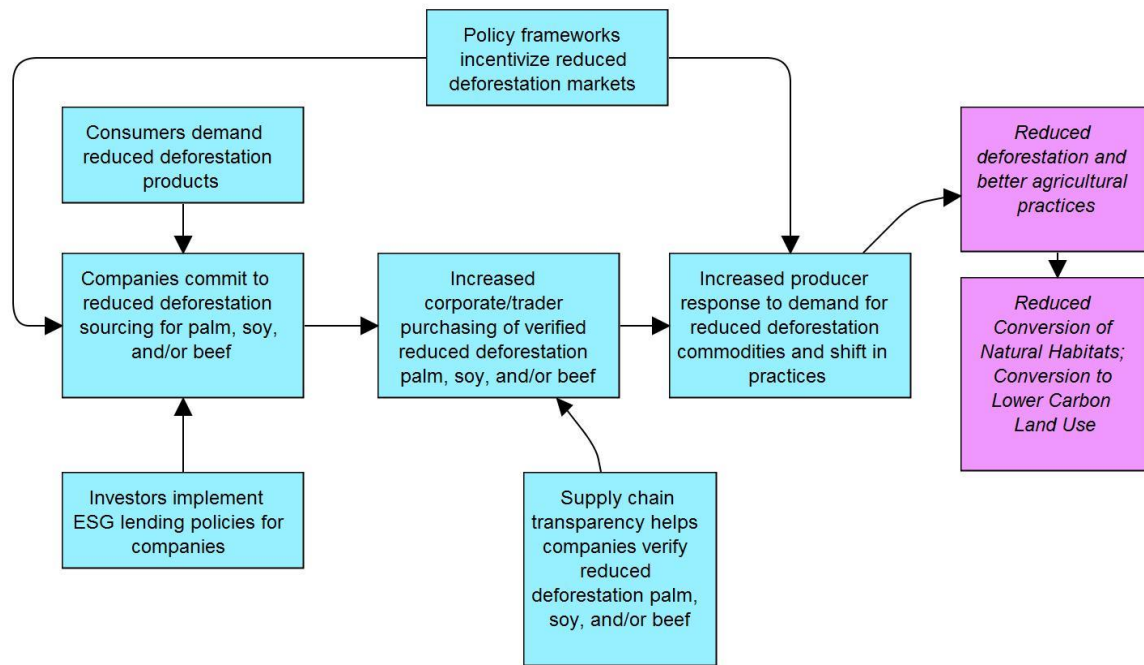 Policy frameworks
incentivize reduced
deforestation markets
Consumers demand
reduced deforestation
products
Companies commit to
reduced deforestation
sourcing for palm, soy,
and/or beef
Investors implement
ESG lending policies for
companies
Increased
corporate/trader
purchasing of verified
reduced deforestation
palm, soy, and/or beef
Supply chain
transparency helps
companies verify
reduced
deforestation palm,
soy, and/or beef
Increased producer
response to demand for
reduced deforestation
commodities and shift in
practices
Reduced
deforestation and
better agricultural
practices
Reduced
Conversion of
Natural Habitats;
Conversion to
Lower Carbon
Land Use